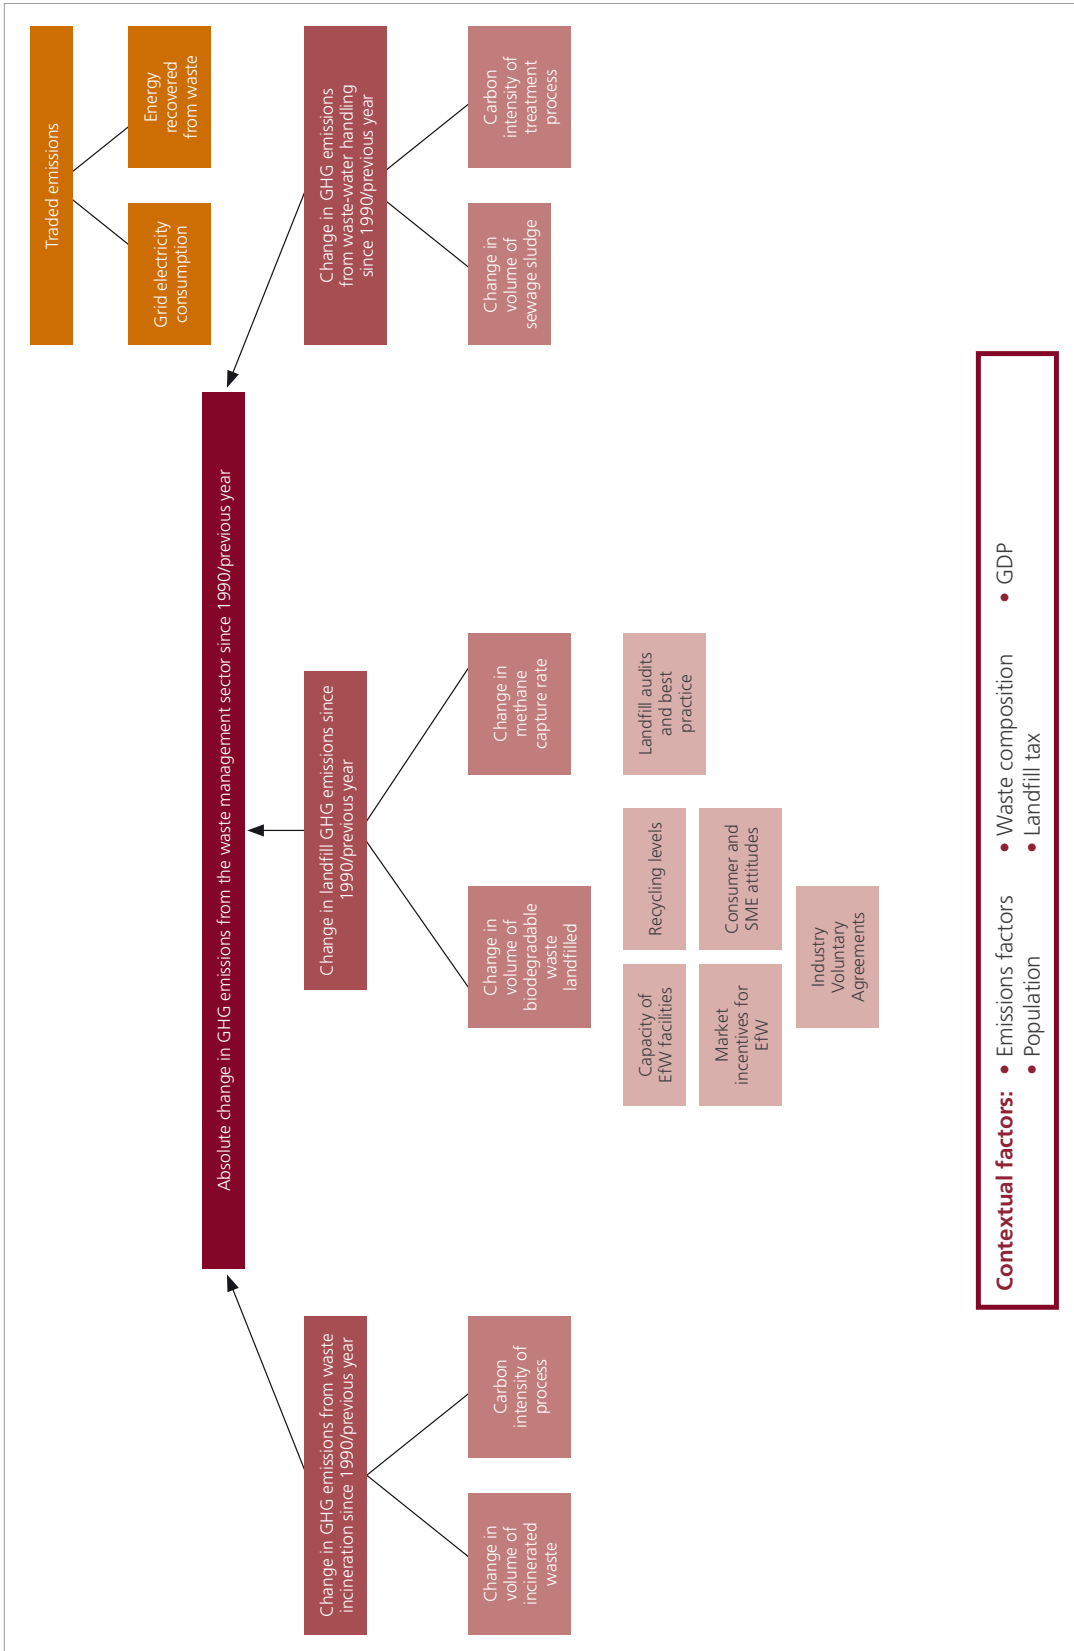 Traded emissions
Grid electricity
consumption
Energy
recovered
from waste
Absolute change in GHG emissions from the waste management sector since 1990/previous year
Change in GHG emissions from waste
incineration since 1990/previous year
Change in landfill GHG emissions since
1990/previous year
Change in GHG emissions
from waste-water handling
since 1990/previous year
Change in
volume of
incinerated
waste
Carbon
intensity of
process
Change in
volume of
biodegradable
waste
landfilled
Change in
methane
capture rate
Change in
volume of
sewage sludge
Carbon
intensity of
treatment
process
Capacity of
EfW facilities
Recycling levels
Landfill audits
and best
practice
Market
incentives for
EfW
Consumer and
SME attitudes
Industry
Voluntary
Agreements
Contextual factors: • Emissions factors • Waste composition • GDP
• Population • Landfill tax